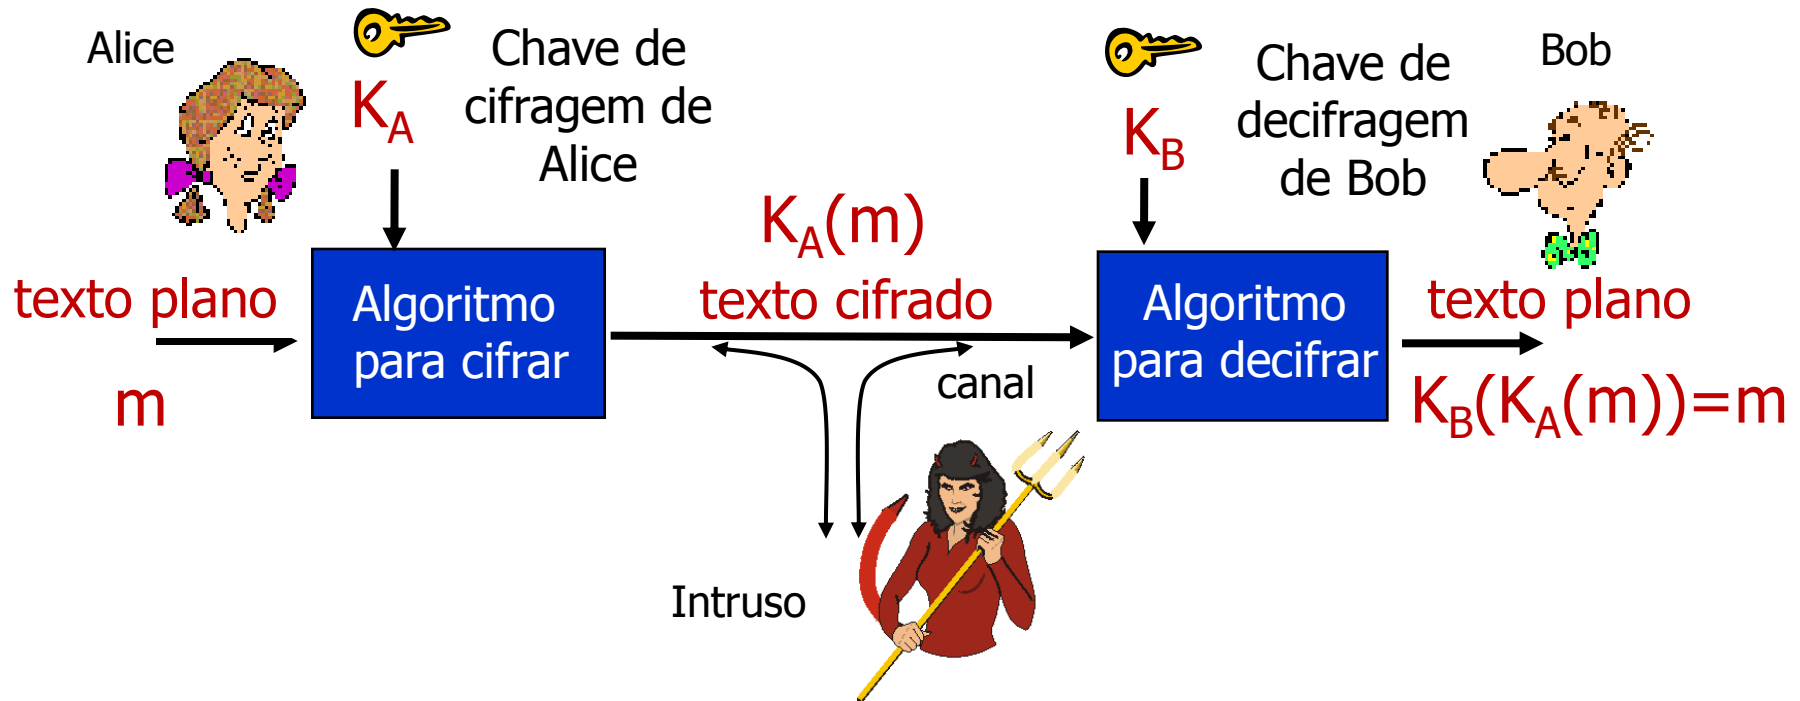 Alice
K_A
Chave de
cifragem de
Alice
K_B
Chave de
decifragem
de Bob
Bob
texto plano
m
Algoritmo
para cifrar
K_A(m)
texto cifrado
canal
Intruso
Algoritmo
para decifrar
texto plano
K_B(K_A(m))=m